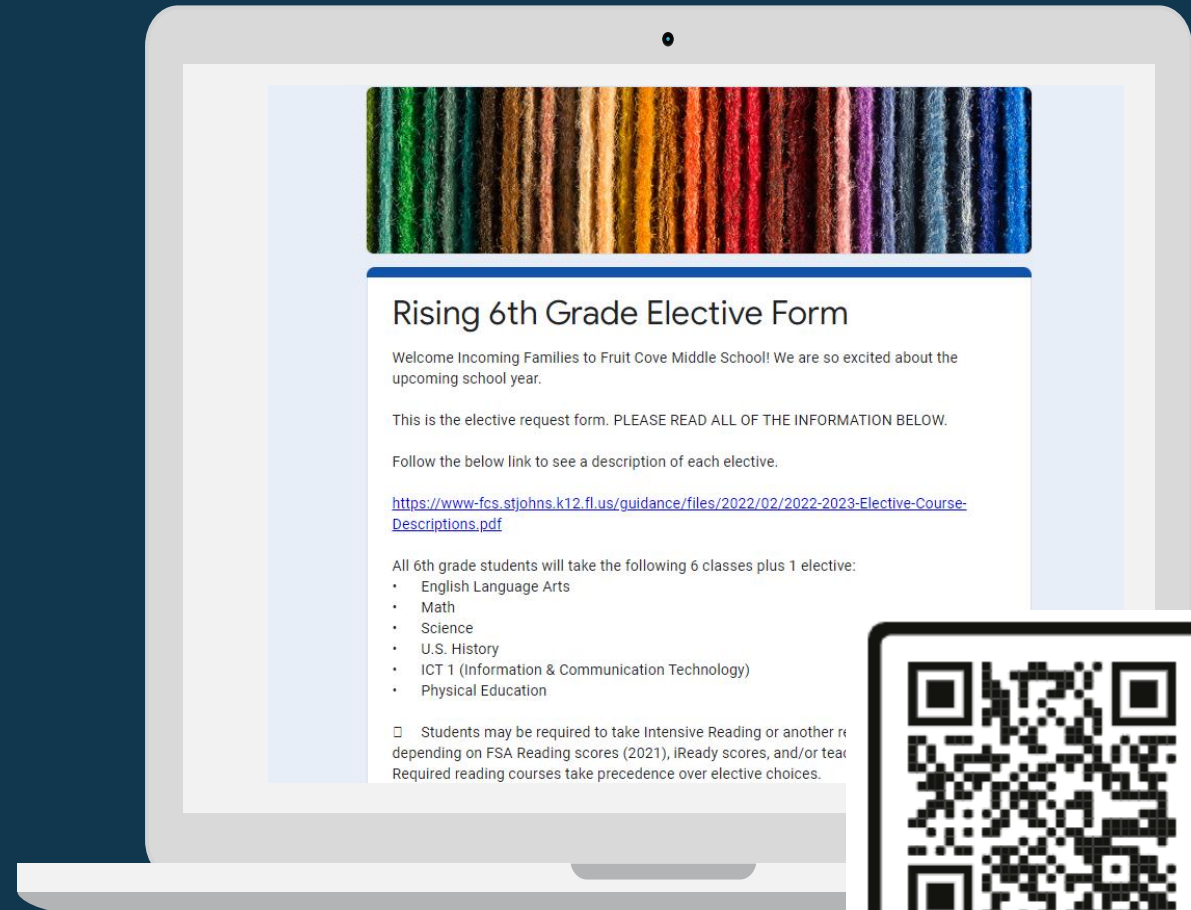 Rising 6th Grade Elective Form
Welcome Incoming Families to Fruit Cove Middle School! We are so excited about the
upcoming school year.
This is the elective request form. PLEASE READ ALL OF THE INFORMATION BELOW.
Follow the below link to see a description of each elective.
https://www-fcs.stjohns.k12.fl.us/guidance/files/2022/02/2022-2023-Elective-Course-
Descriptions.pdf
All 6th grade students will take the following 6 classes plus 1 elective:
• English Language Arts
• Math
• Science
• U.S. History
• ICT 1 (Information & Communication Technology)
• Physical Education
Students may be required to take Intensive Reading or another
depending on FSA Reading scores (2021), iReady scores, and/or
Required reading courses take precedence over elective choices.